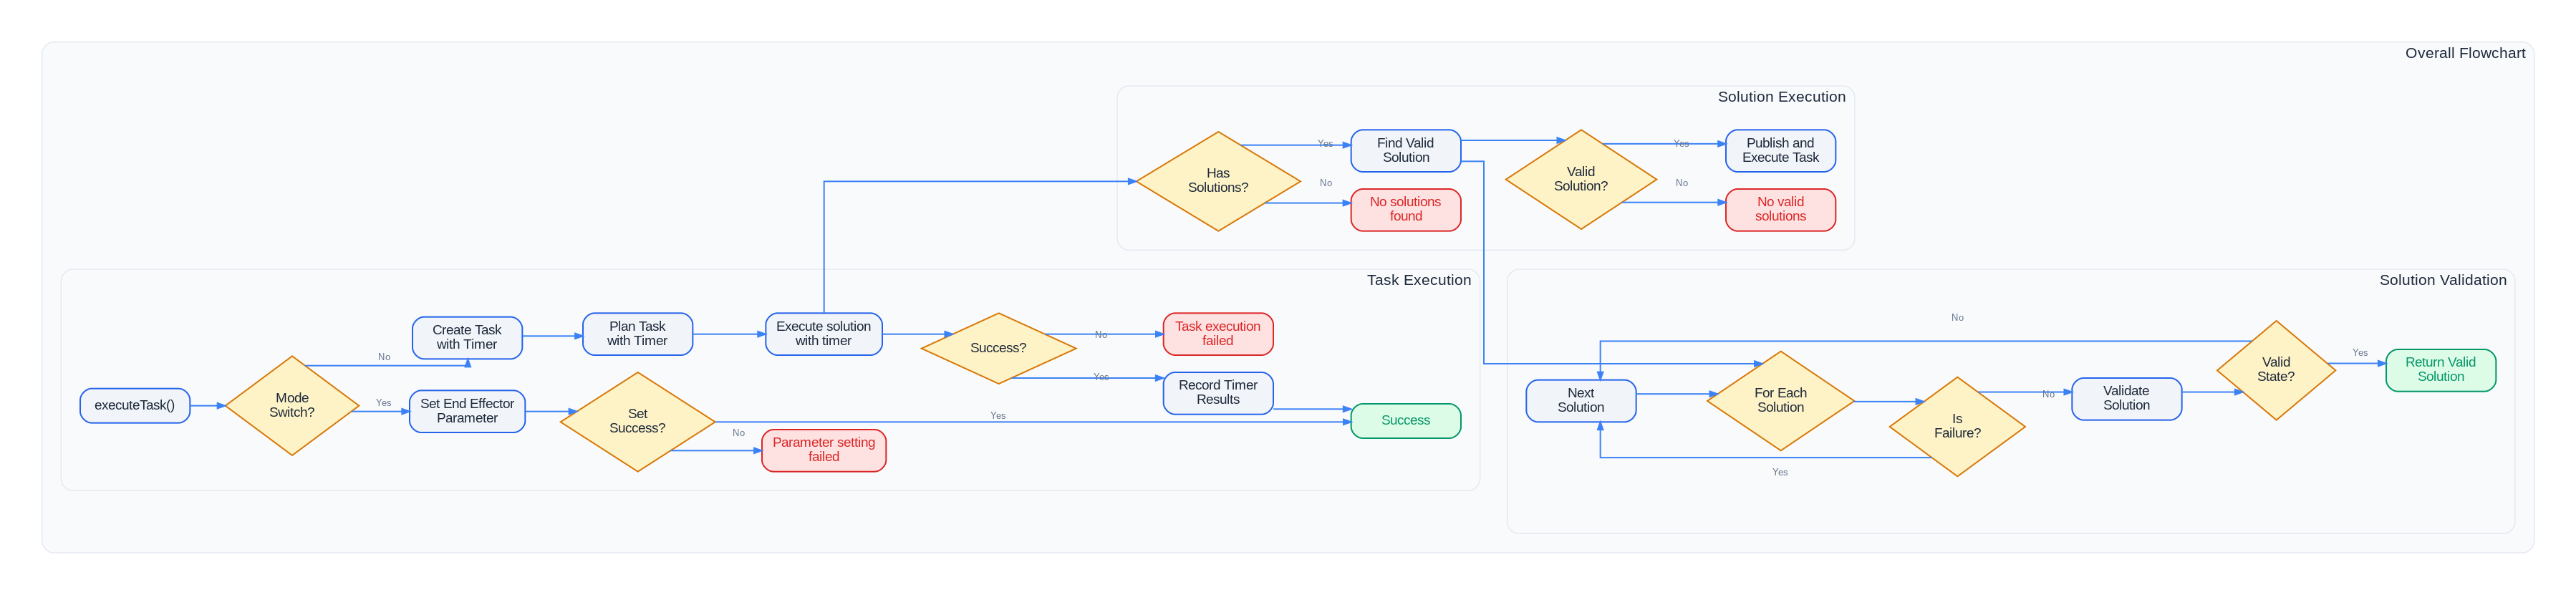 Overall Flowchart
Solution Execution
Has
Solutions?
Yes
No
Find Valid
Solution
No solutions
found
Valid
Solution?
Yes
No
Publish and
Execute Task
No valid
solutions
Task Execution
executeTask()
Mode
Switch?
No
Yes
Create Task
with Timer
Set End Effector
Parameter
Plan Task
with Timer
Set
Success?
No
Yes
Parameter setting
failed
Execute solution
with timer
Success?
No
Yes
Task execution
failed
Record Timer
Results
Success
Solution Validation
Next
Solution
For Each
Solution
Is
Failure?
Yes
No
Validate
Solution
Valid
State?
No
Yes
Return Valid
Solution